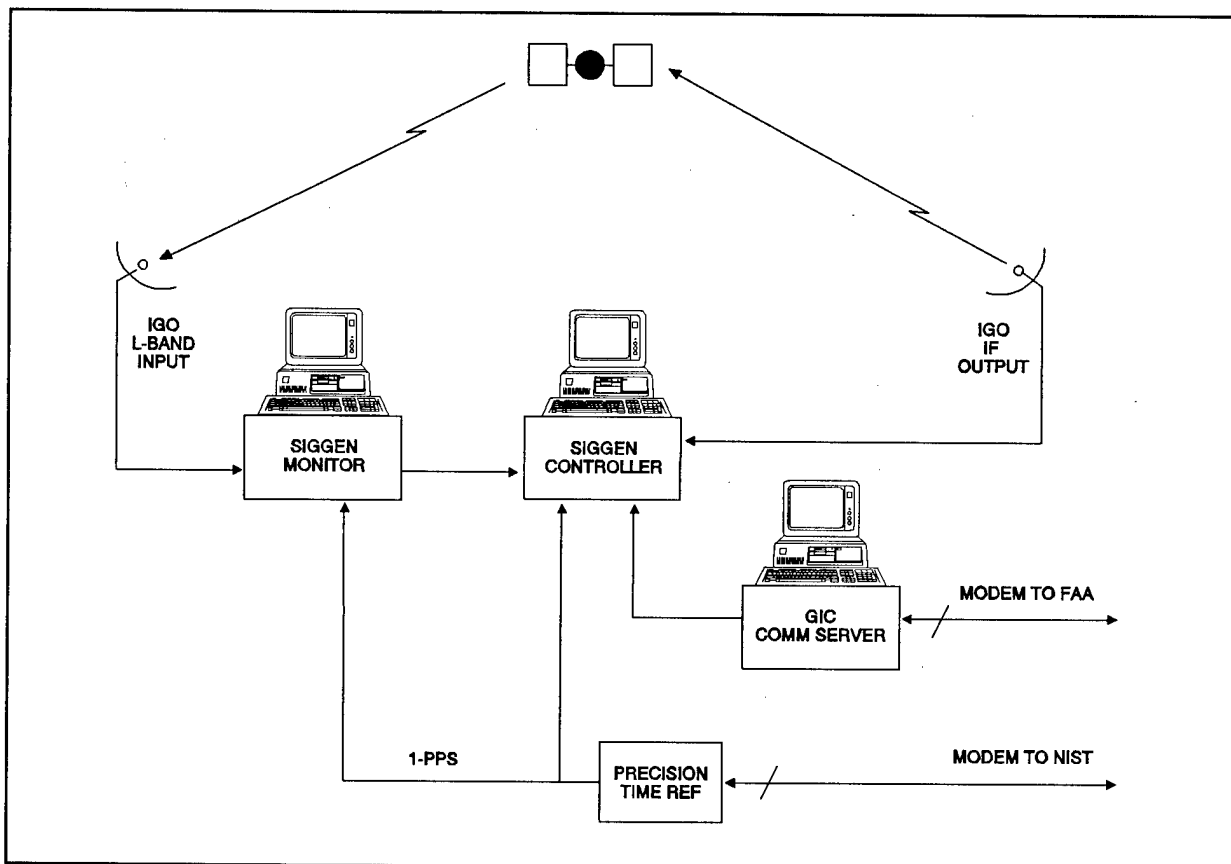 IGO
L-BAND
INPUT
IGO
IF
OUTPUT
SIGGEN
MONITOR
SIGGEN
CONTROLLER
GIC
COMM SERVER
MODEM TO FAA
1-PPS
PRECISION
TIME REF
MODEM TO NIST